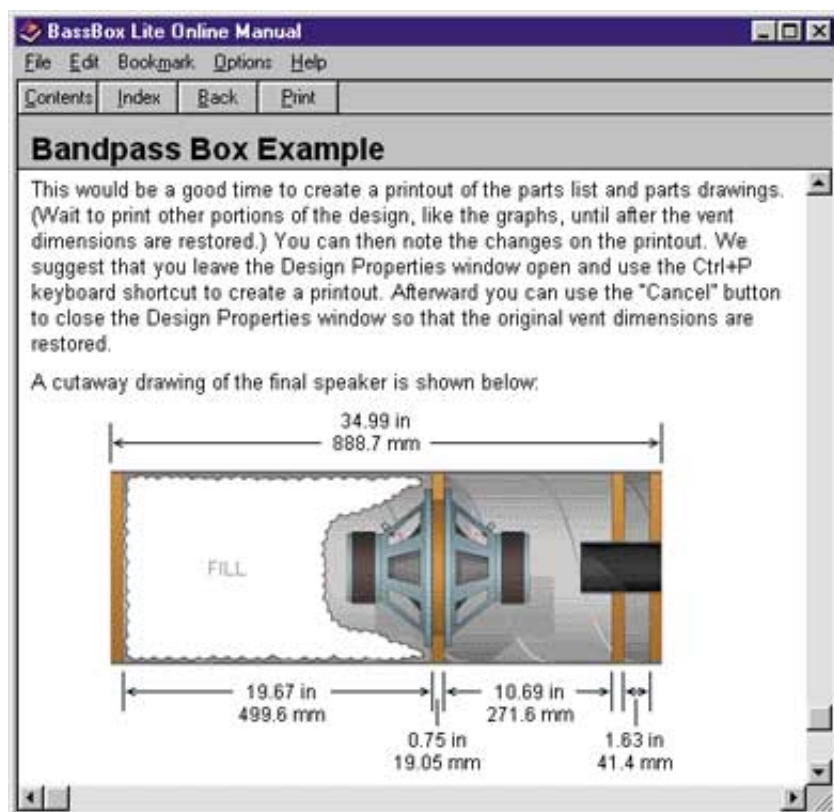 BassBox Lite Online Manual
File Edit Bookmark Options Help
Contents Index Back Print
Bandpass Box Example
This would be a good time to create a printout of the parts list and parts drawings.
(Wait to print other portions of the design, like the graphs, until after the vent
dimensions are restored.) You can then note the changes on the printout. We
suggest that you leave the Design Properties window open and use the Ctrl+P
keyboard shortcut to create a printout. Afterward you can use the "Cancel" button
to close the Design Properties window so that the original vent dimensions are
restored.
A cutaway drawing of the final speaker is shown below:
34.99 in
888.7 mm
FILL
19.67 in
499.6 mm
10.69 in
271.6 mm
0.75 in
19.05 mm
1.63 in
41.4 mm